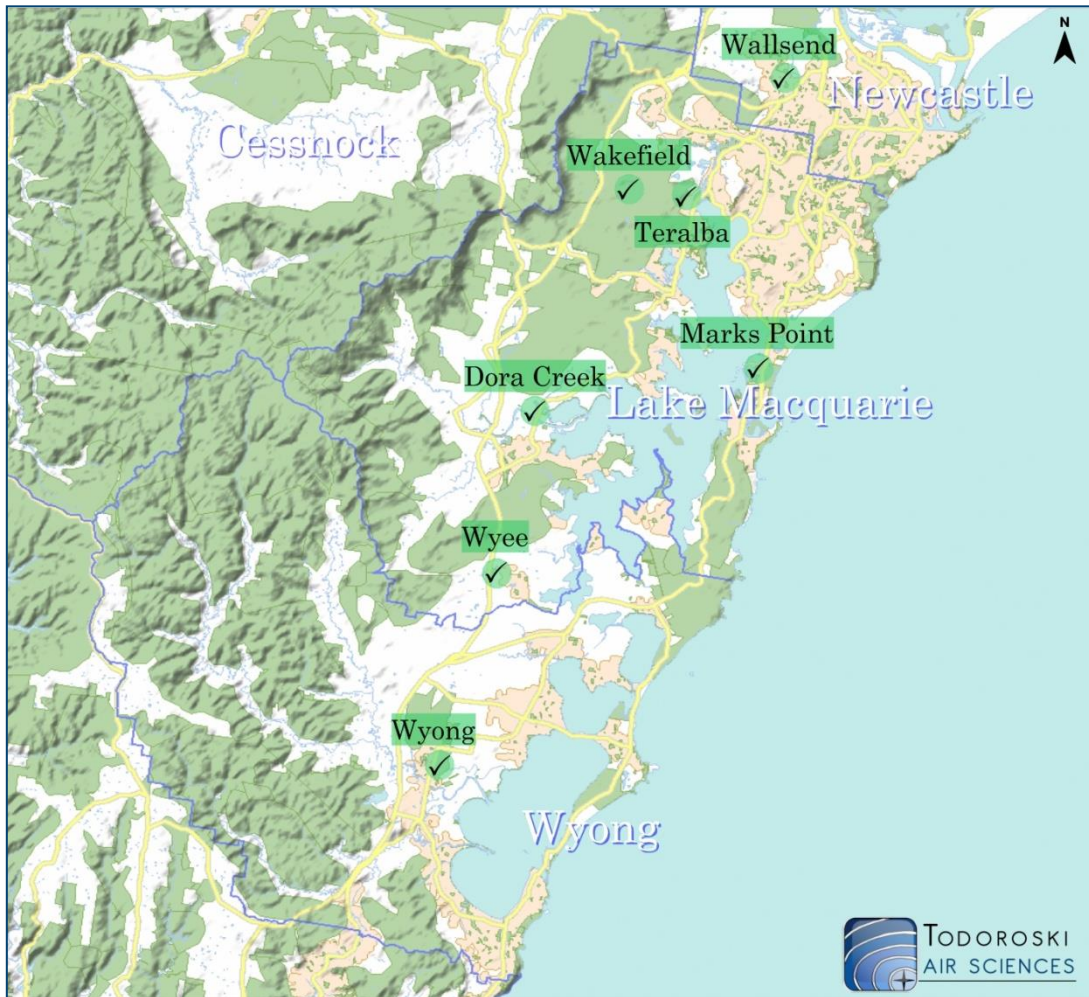 N
Wallsend
Newcastle
Cessnock
Wakefield
Teralba
Marks Point
Dora Creek
Lake Macquarie
Wyee
Wyong
Wyong
TODOROSKI
AIR SCIENCES